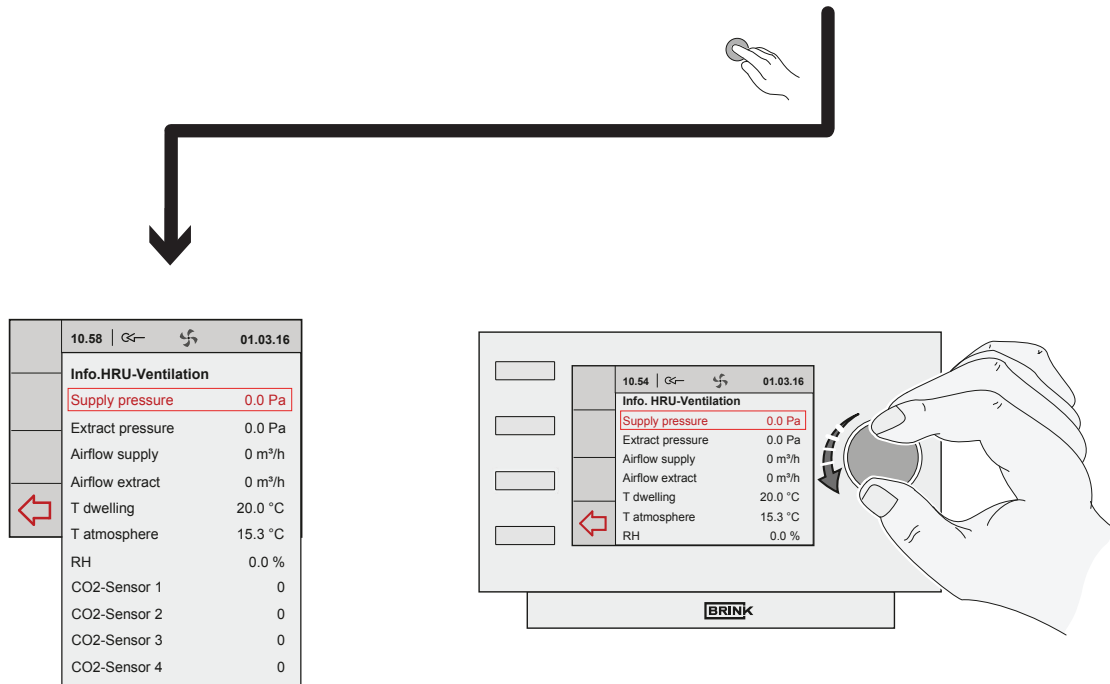 10.58 01.03.16
Info.HRU-Ventilation
Supply pressure 0.0 Pa
Extract pressure 0.0 Pa
Airflow supply 0 m³/h
Airflow extract 0 m³/h
T dwelling 20.0 °C
T atmosphere 15.3 °C
RH 0.0 %
CO2-Sensor 1 0
CO2-Sensor 2 0
CO2-Sensor 3 0
CO2-Sensor 4 0
10.54 01.03.16
Info. HRU-Ventilation
Supply pressure 0.0 Pa
Extract pressure 0.0 Pa
Airflow supply 0 m³/h
Airflow extract 0 m³/h
T dwelling 20.0 °C
T atmosphere 15.3 °C
RH 0.0 %
BRINK